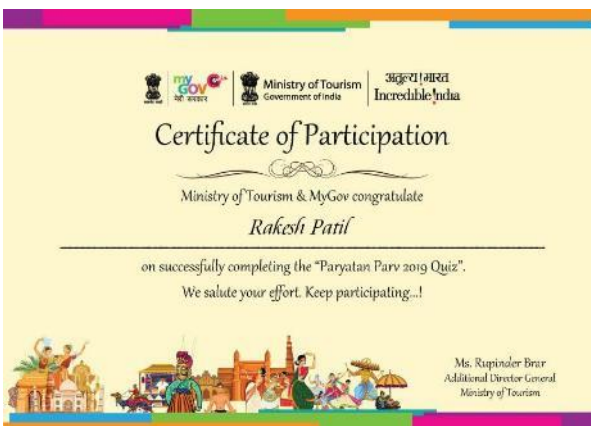 my GOV
मेरी सरकार
Ministry of Tourism
Government of India
अतुल्य!भारत
Incredible!ndia
Certificate of Participation
Ministry of Tourism & MyGov congratulate
Rakesh Patil
on successfully completing the “Paryatan Parv 2019 Quiz”.
We salute your effort. Keep participating...!
Ms. Rupinder Brar
Additional Director General
Ministry of Tourism